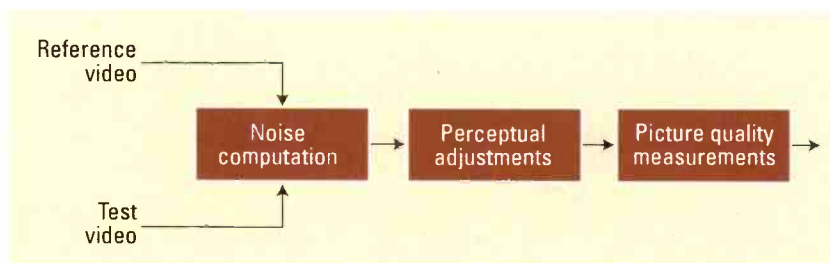 Reference
video
Noise
computation
Perceptual
adjustments
Picture quality
measurements
Test
video